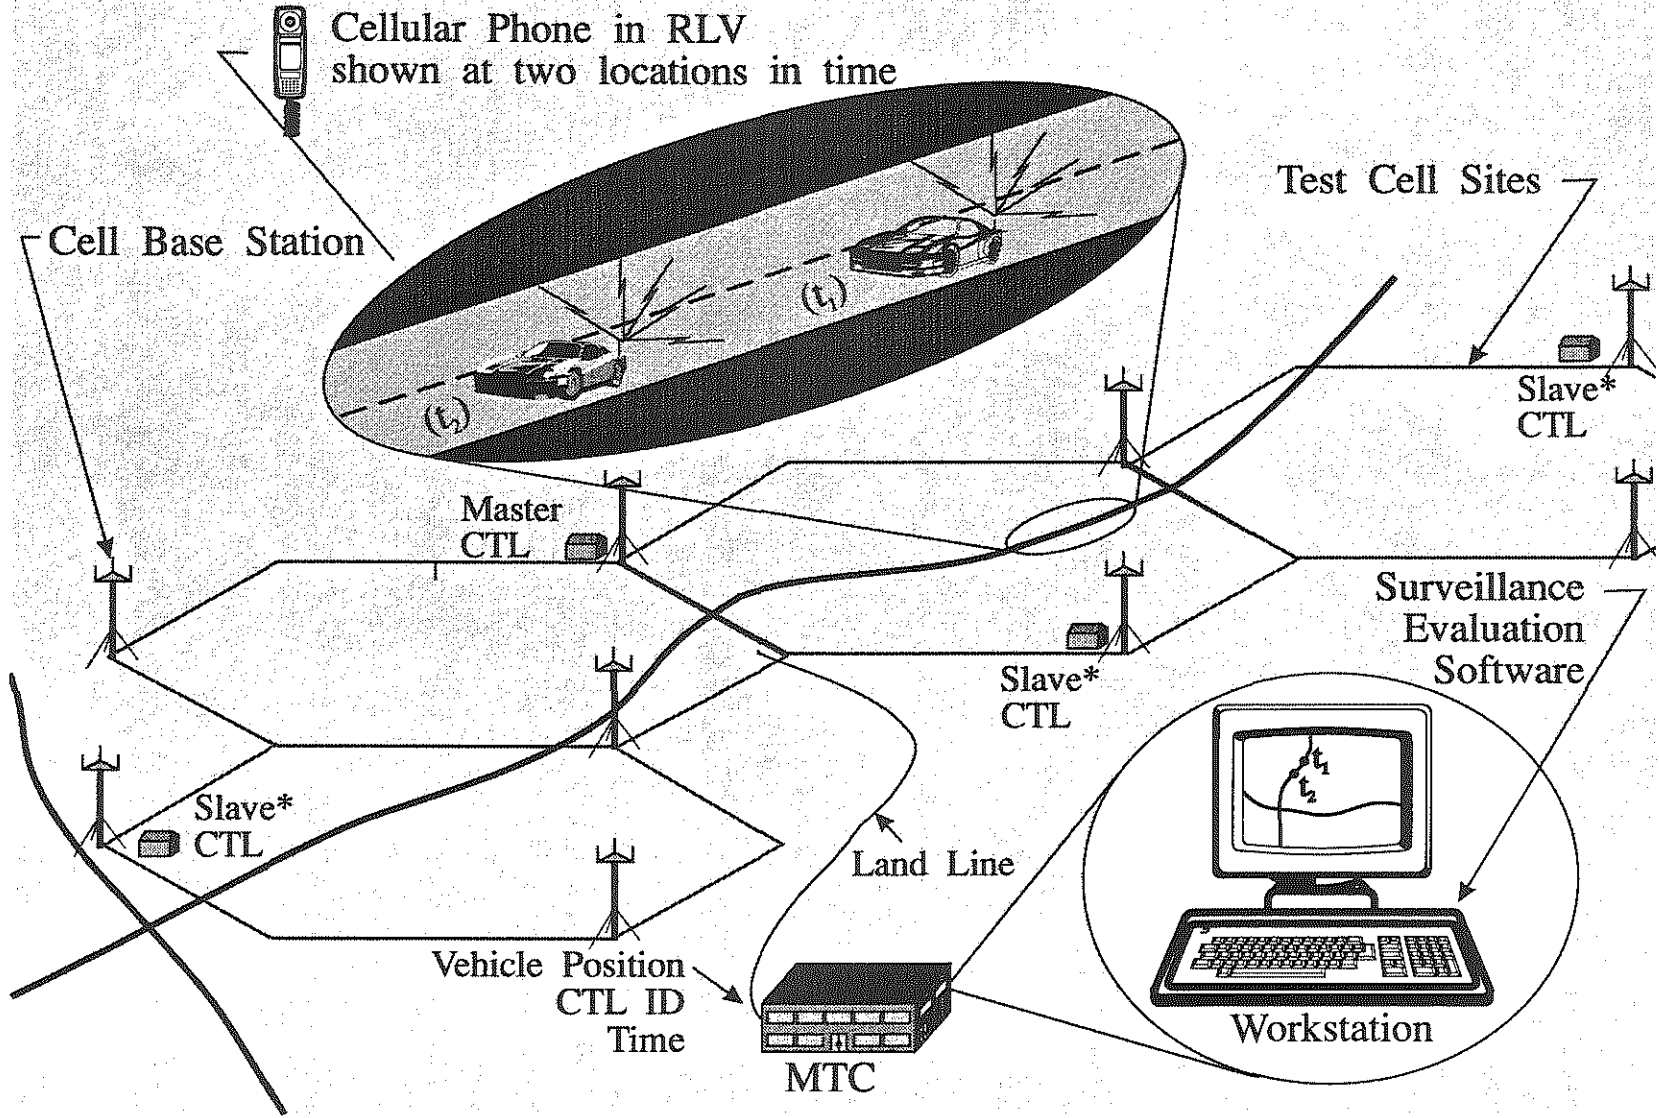 Cellular Phone in RLV
shown at two locations in time
Test Cell Sites
Cell Base Station
(t₁)
(t₂)
Slave*
CTL
Master
CTL
Surveillance
Evaluation
Software
Slave*
CTL
t₁
t₂
Slave*
CTL
Land Line
Vehicle Position
CTL ID
Time
Workstation
MTC